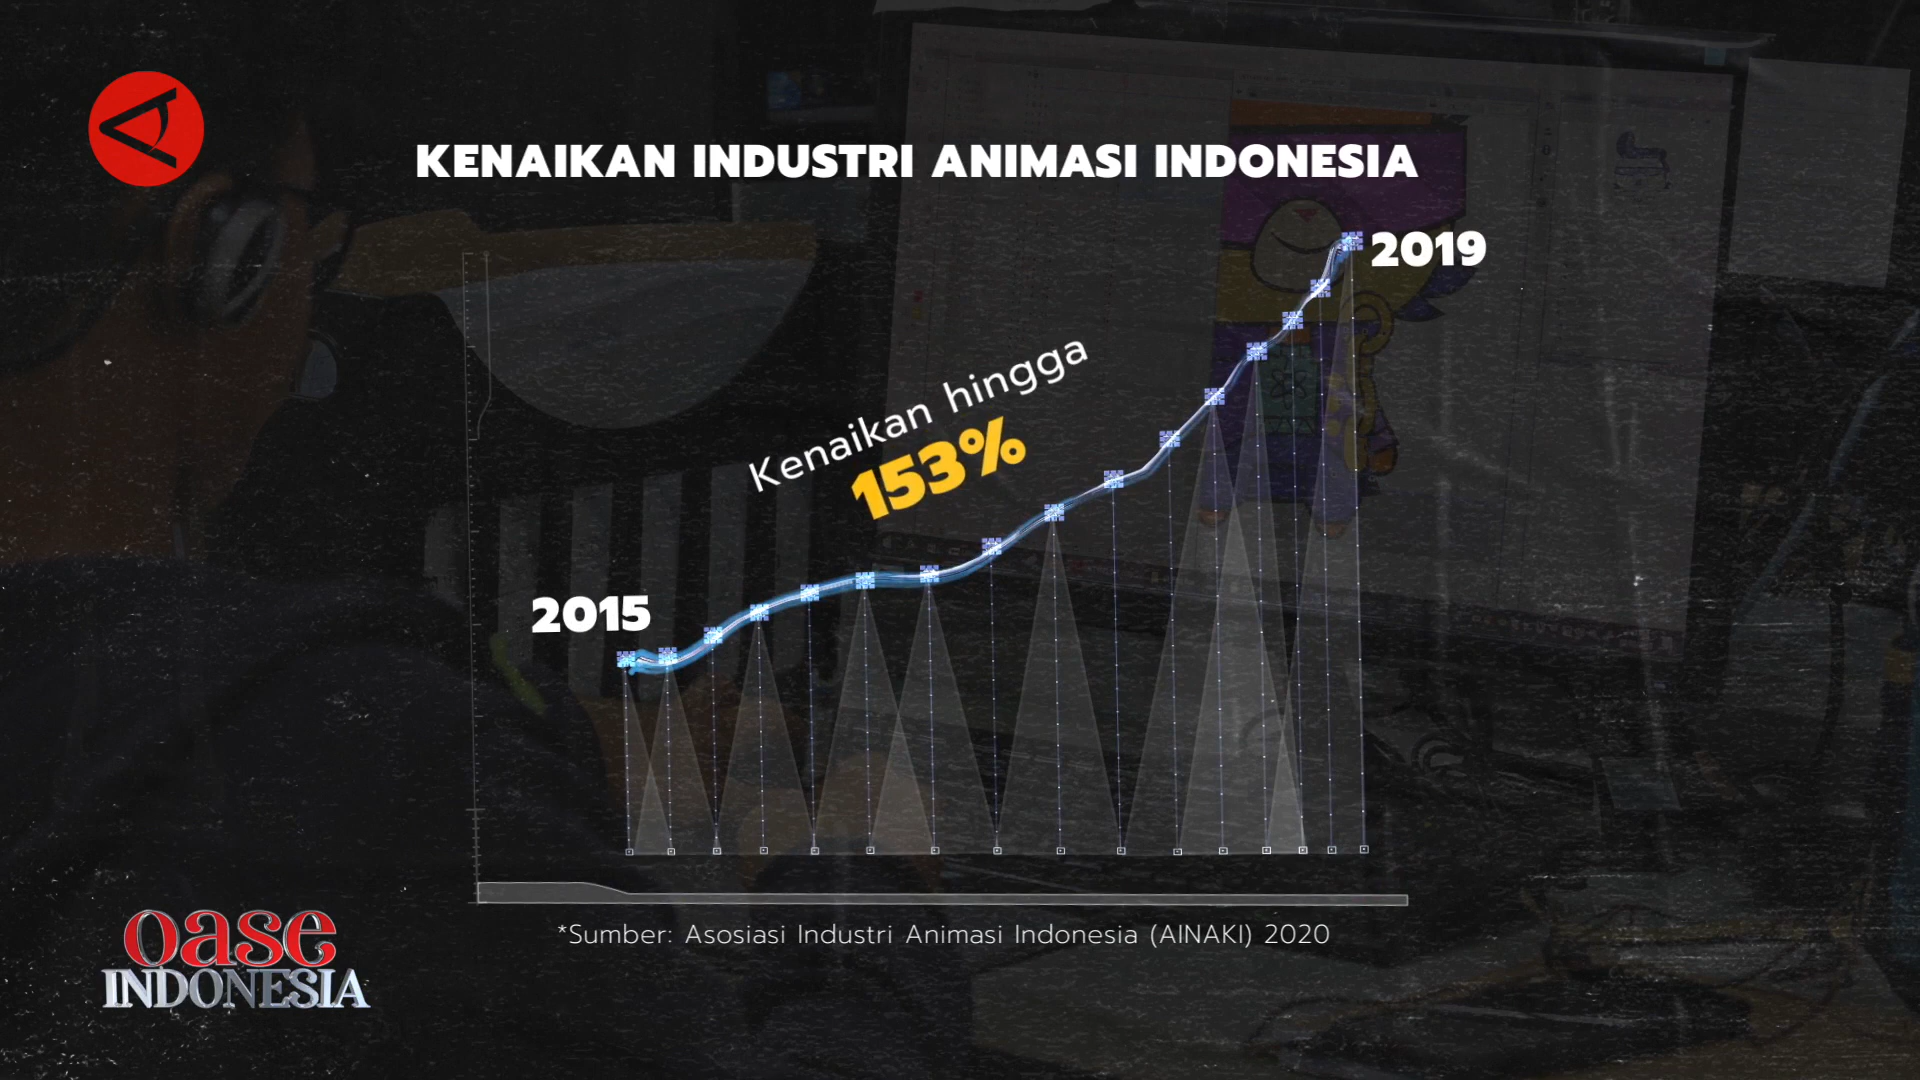 KENAIKAN INDUSTRI ANIMASI INDONESIA
2019
Kenaikan hingga
153%
2015
*Sumber: Asosiasi Industri Animasi Indonesia (AINAKI) 2020
oase
INDONESIA